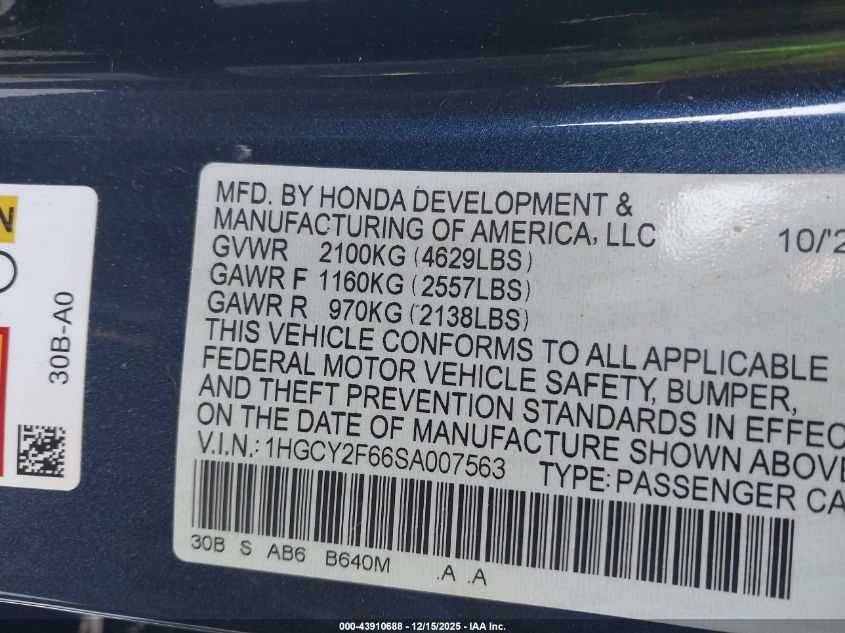 N
30B-A0
MFD. BY HONDA DEVELOPMENT &
MANUFACTURING OF AMERICA, LLC 10/'2
GVWR 2100KG (4629LBS)
GAWR F 1160KG (2557LBS)
GAWR R 970KG (2138LBS)
THIS VEHICLE CONFORMS TO ALL APPLICABLE
FEDERAL MOTOR VEHICLE SAFETY, BUMPER,
AND THEFT PREVENTION STANDARDS IN EFFEC
ON THE DATE OF MANUFACTURE SHOWN ABOVE
V.I.N.: 1HGCY2F66SA007563 TYPE: PASSENGER CA
30B S AB6 B640M .A .A
000-43910688 - 12/15/2025 - IAA Inc.